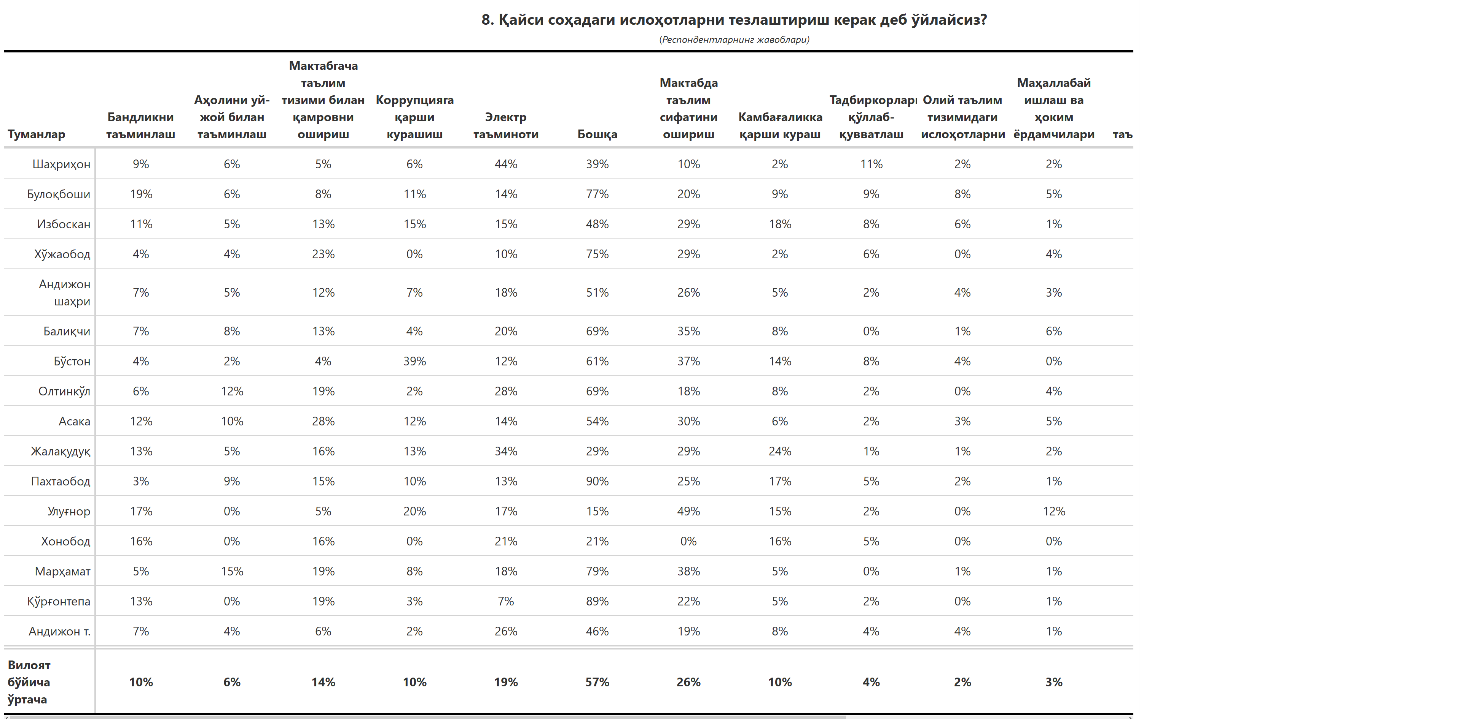 8. Қайси соҳадаги ислоҳотларни тезлаштириш керак деб ўйлайсиз?
(Респондентларнинг жавоблари)
Туманлар Бандликни таъминлаш Аҳолини уй-жой билан таъминлаш Мактабгача таълим тизими билан қамровни ошириш Коррупцияга қарши курашиш Электр таъминоти Бошқа Мактабда таълим сифатини ошириш Камбағаликка қарши кураш Тадбиркорларı қўллаб-қувватлаш Олий таълим тизимидаги ислоҳотларни Маҳаллабай ишлаш ва ҳоким ёрдамчилари таъ
Шаҳриҳон 9% 6% 5% 6% 44% 39% 10% 2% 11% 2% 2%
Булоқбоши 19% 6% 8% 11% 14% 77% 20% 9% 9% 8% 5%
Избоскан 11% 5% 13% 15% 15% 48% 29% 18% 8% 6% 1%
Хўжаобод 4% 4% 23% 0% 10% 75% 29% 2% 6% 0% 4%
Андижон шаҳри 7% 5% 12% 7% 18% 51% 26% 5% 2% 4% 3%
Балиқчи 7% 8% 13% 4% 20% 69% 35% 8% 0% 1% 6%
Бўстон 4% 2% 4% 39% 12% 61% 37% 14% 8% 4% 0%
Олтинкўл 6% 12% 19% 2% 28% 69% 18% 8% 2% 0% 4%
Асака 12% 10% 28% 12% 14% 54% 30% 6% 2% 3% 5%
Жалақудуқ 13% 5% 16% 13% 34% 29% 29% 24% 1% 1% 2%
Пахтаобод 3% 9% 15% 10% 13% 90% 25% 17% 5% 2% 1%
Улуғнор 17% 0% 5% 20% 17% 15% 49% 15% 2% 0% 12%
Хонобод 16% 0% 16% 0% 21% 21% 0% 16% 5% 0% 0%
Марҳамат 5% 15% 19% 8% 18% 79% 38% 5% 0% 1% 1%
Қўрғонтепа 13% 0% 19% 3% 7% 89% 22% 5% 2% 0% 1%
Андижон т. 7% 4% 6% 2% 26% 46% 19% 8% 4% 4% 1%
Вилоят бўйича ўртача 10% 6% 14% 10% 19% 57% 26% 10% 4% 2% 3%